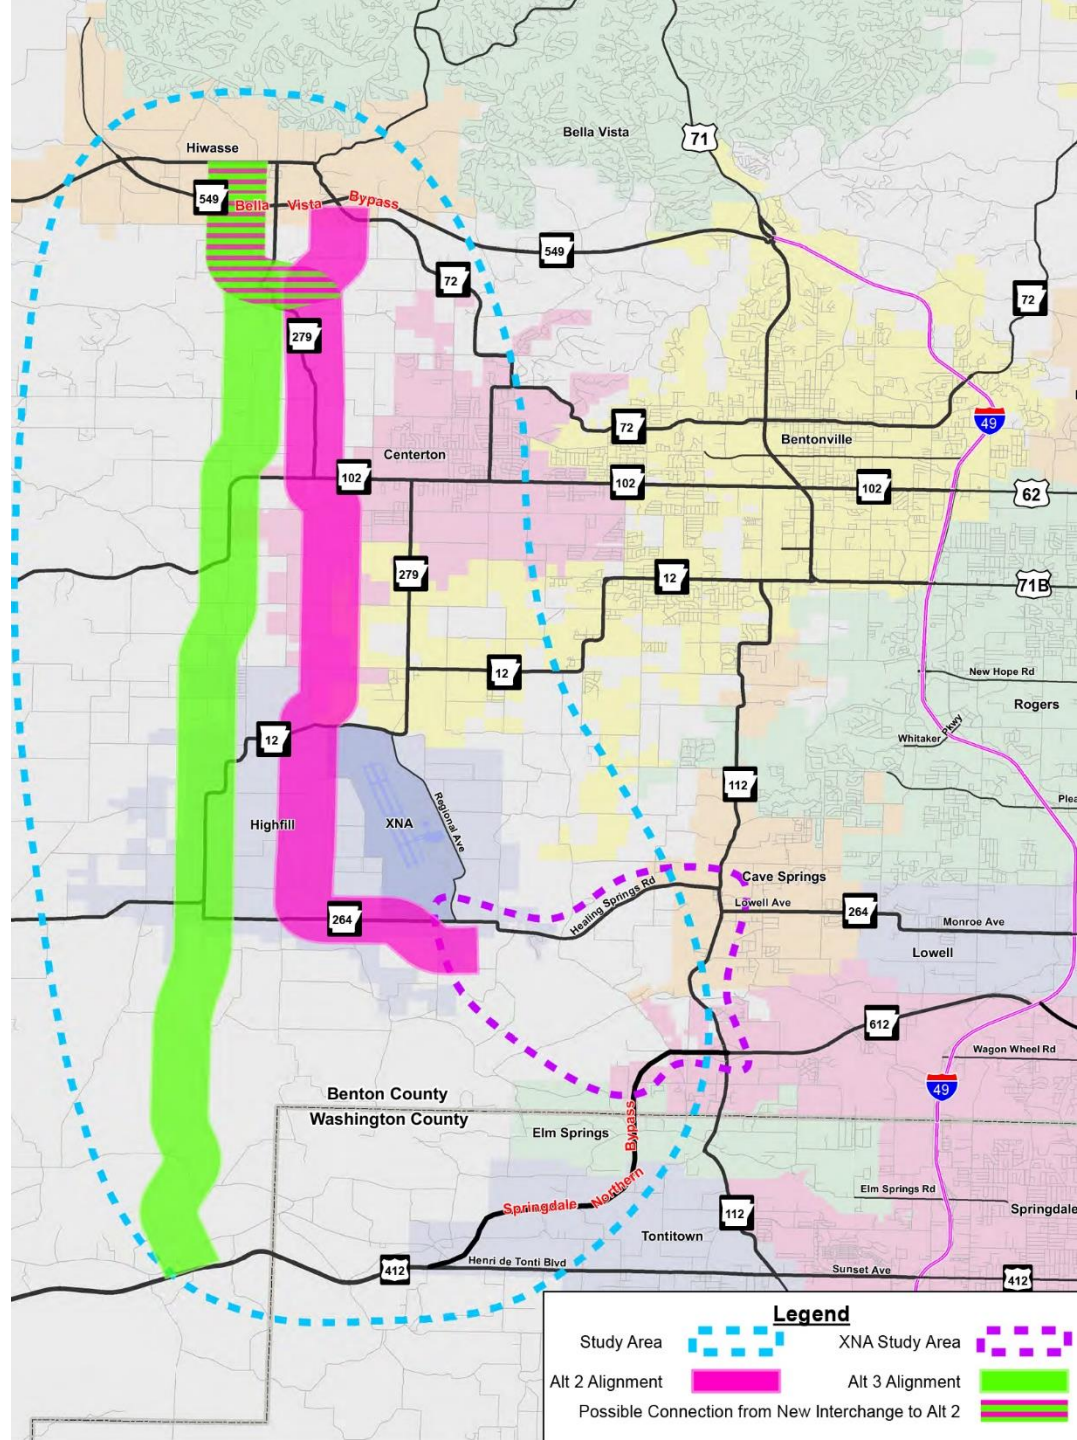 Bella Vista
71
Hiwasse
549
Bella Vista Bypass
549
72
72
279
49
72
Bentonville
Centerton
102
102
102
62
279
12
71B
12
New Hope Rd
Rogers
Whitaker Pkwy
12
112
Regional Ave
Highfill
XNA
Cave Springs
Healing Springs Rd
Lowell Ave
264
264
Monroe Ave
Lowell
612
Wagon Wheel Rd
49
Benton County
Washington County
Elm Springs
Springdale Northern Bypass
Elm Springs Rd
Springdale
112
Tontitown
412
Henri de Tonti Blvd
Sunset Ave
412
Legend
Study Area
XNA Study Area
Alt 2 Alignment
Alt 3 Alignment
Possible Connection from New Interchange to Alt 2